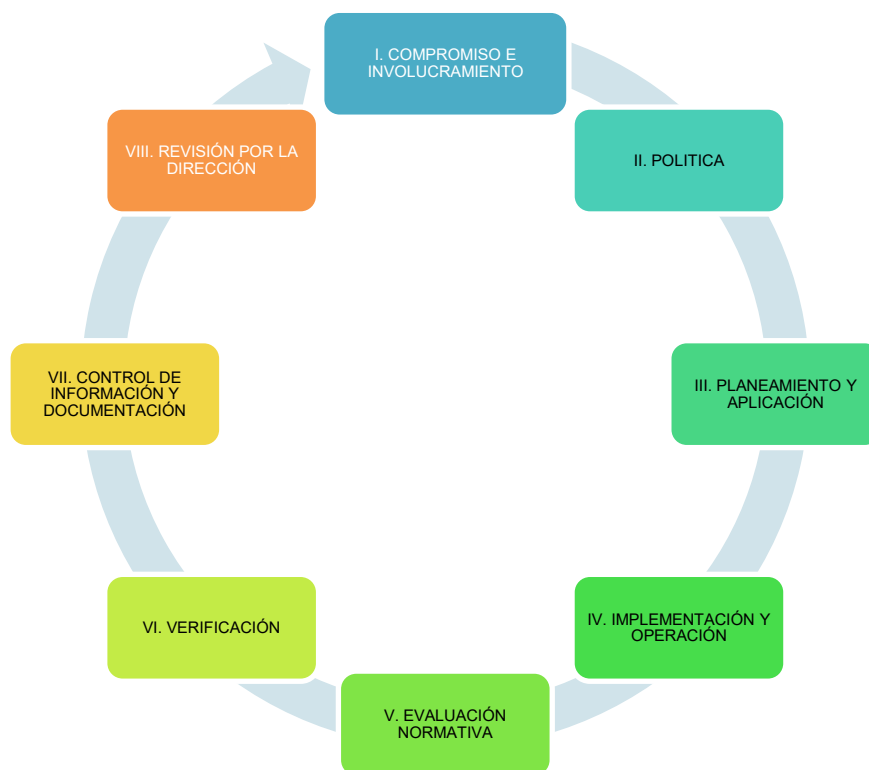 I. COMPROMISO E
INVOLUCRAMIENTO
II. POLITICA
III. PLANEAMIENTO Y
APLICACIÓN
IV. IMPLEMENTACIÓN Y
OPERACIÓN
V. EVALUACIÓN
NORMATIVA
VI. VERIFICACIÓN
VII. CONTROL DE
INFORMACIÓN Y
DOCUMENTACIÓN
VIII. REVISIÓN POR LA
DIRECCIÓN